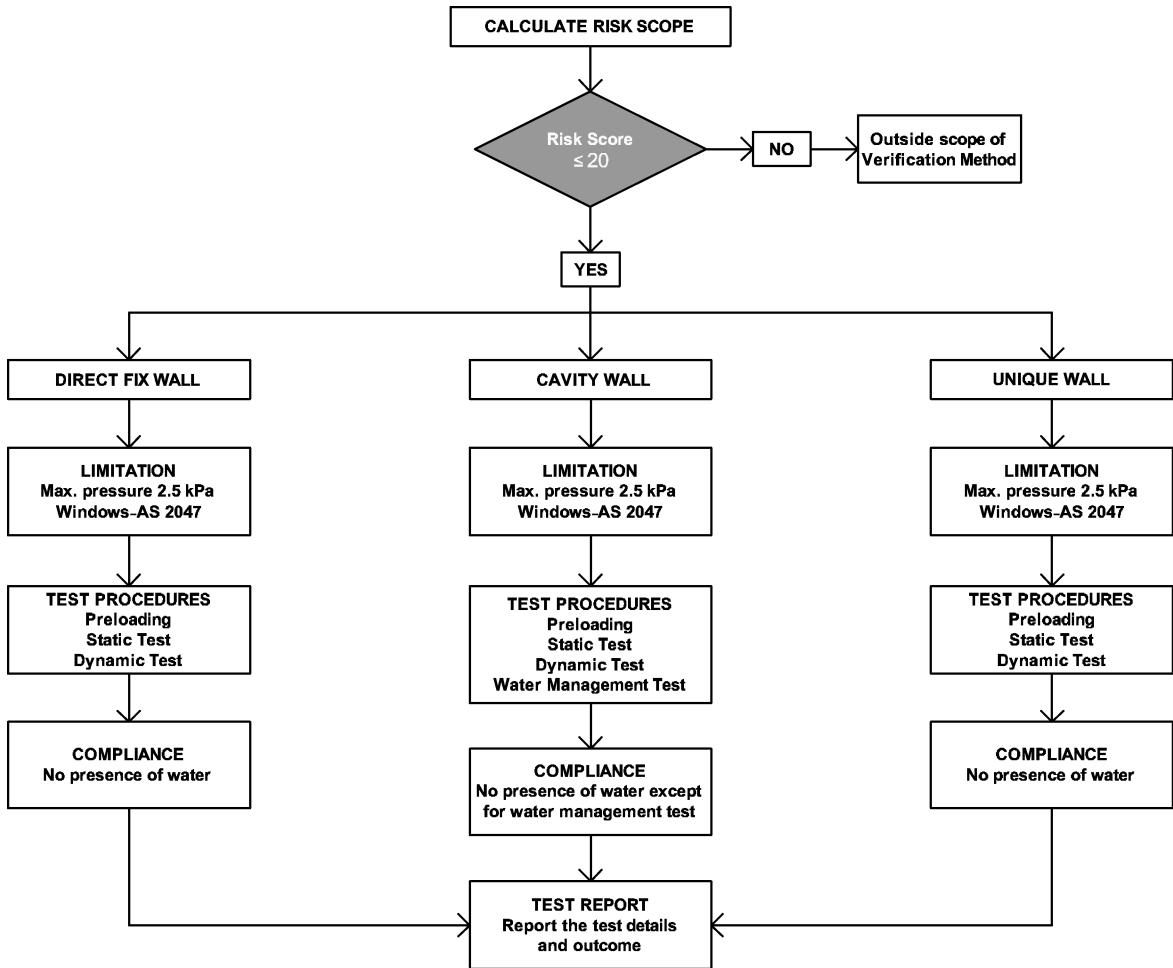 CALCULATE RISK SCOPE
Risk Score
≤ 20
NO
Outside scope of
Verification Method
YES
DIRECT FIX WALL
LIMITATION
Max. pressure 2.5 kPa
Windows-AS 2047
TEST PROCEDURES
Preloading
Static Test
Dynamic Test
COMPLIANCE
No presence of water
CAVITY WALL
LIMITATION
Max. pressure 2.5 kPa
Windows-AS 2047
TEST PROCEDURES
Preloading
Static Test
Dynamic Test
Water Management Test
COMPLIANCE
No presence of water except
for water management test
UNIQUE WALL
LIMITATION
Max. pressure 2.5 kPa
Windows-AS 2047
TEST PROCEDURES
Preloading
Static Test
Dynamic Test
COMPLIANCE
No presence of water
TEST REPORT
Report the test details
and outcome